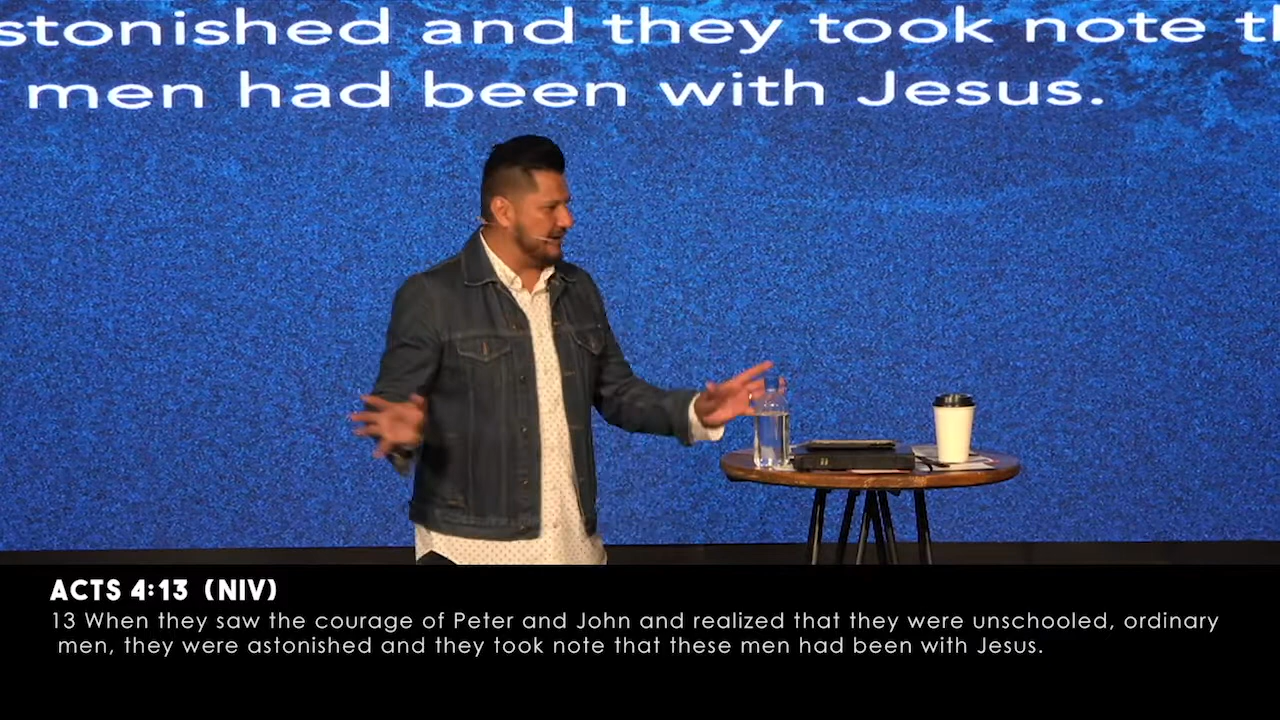 stonished and they took note th
men had been with Jesus.
ACTS 4:13 (NIV)
13 When they saw the courage of Peter and John and realized that they were unschooled, ordinary
men, they were astonished and they took note that these men had been with Jesus.